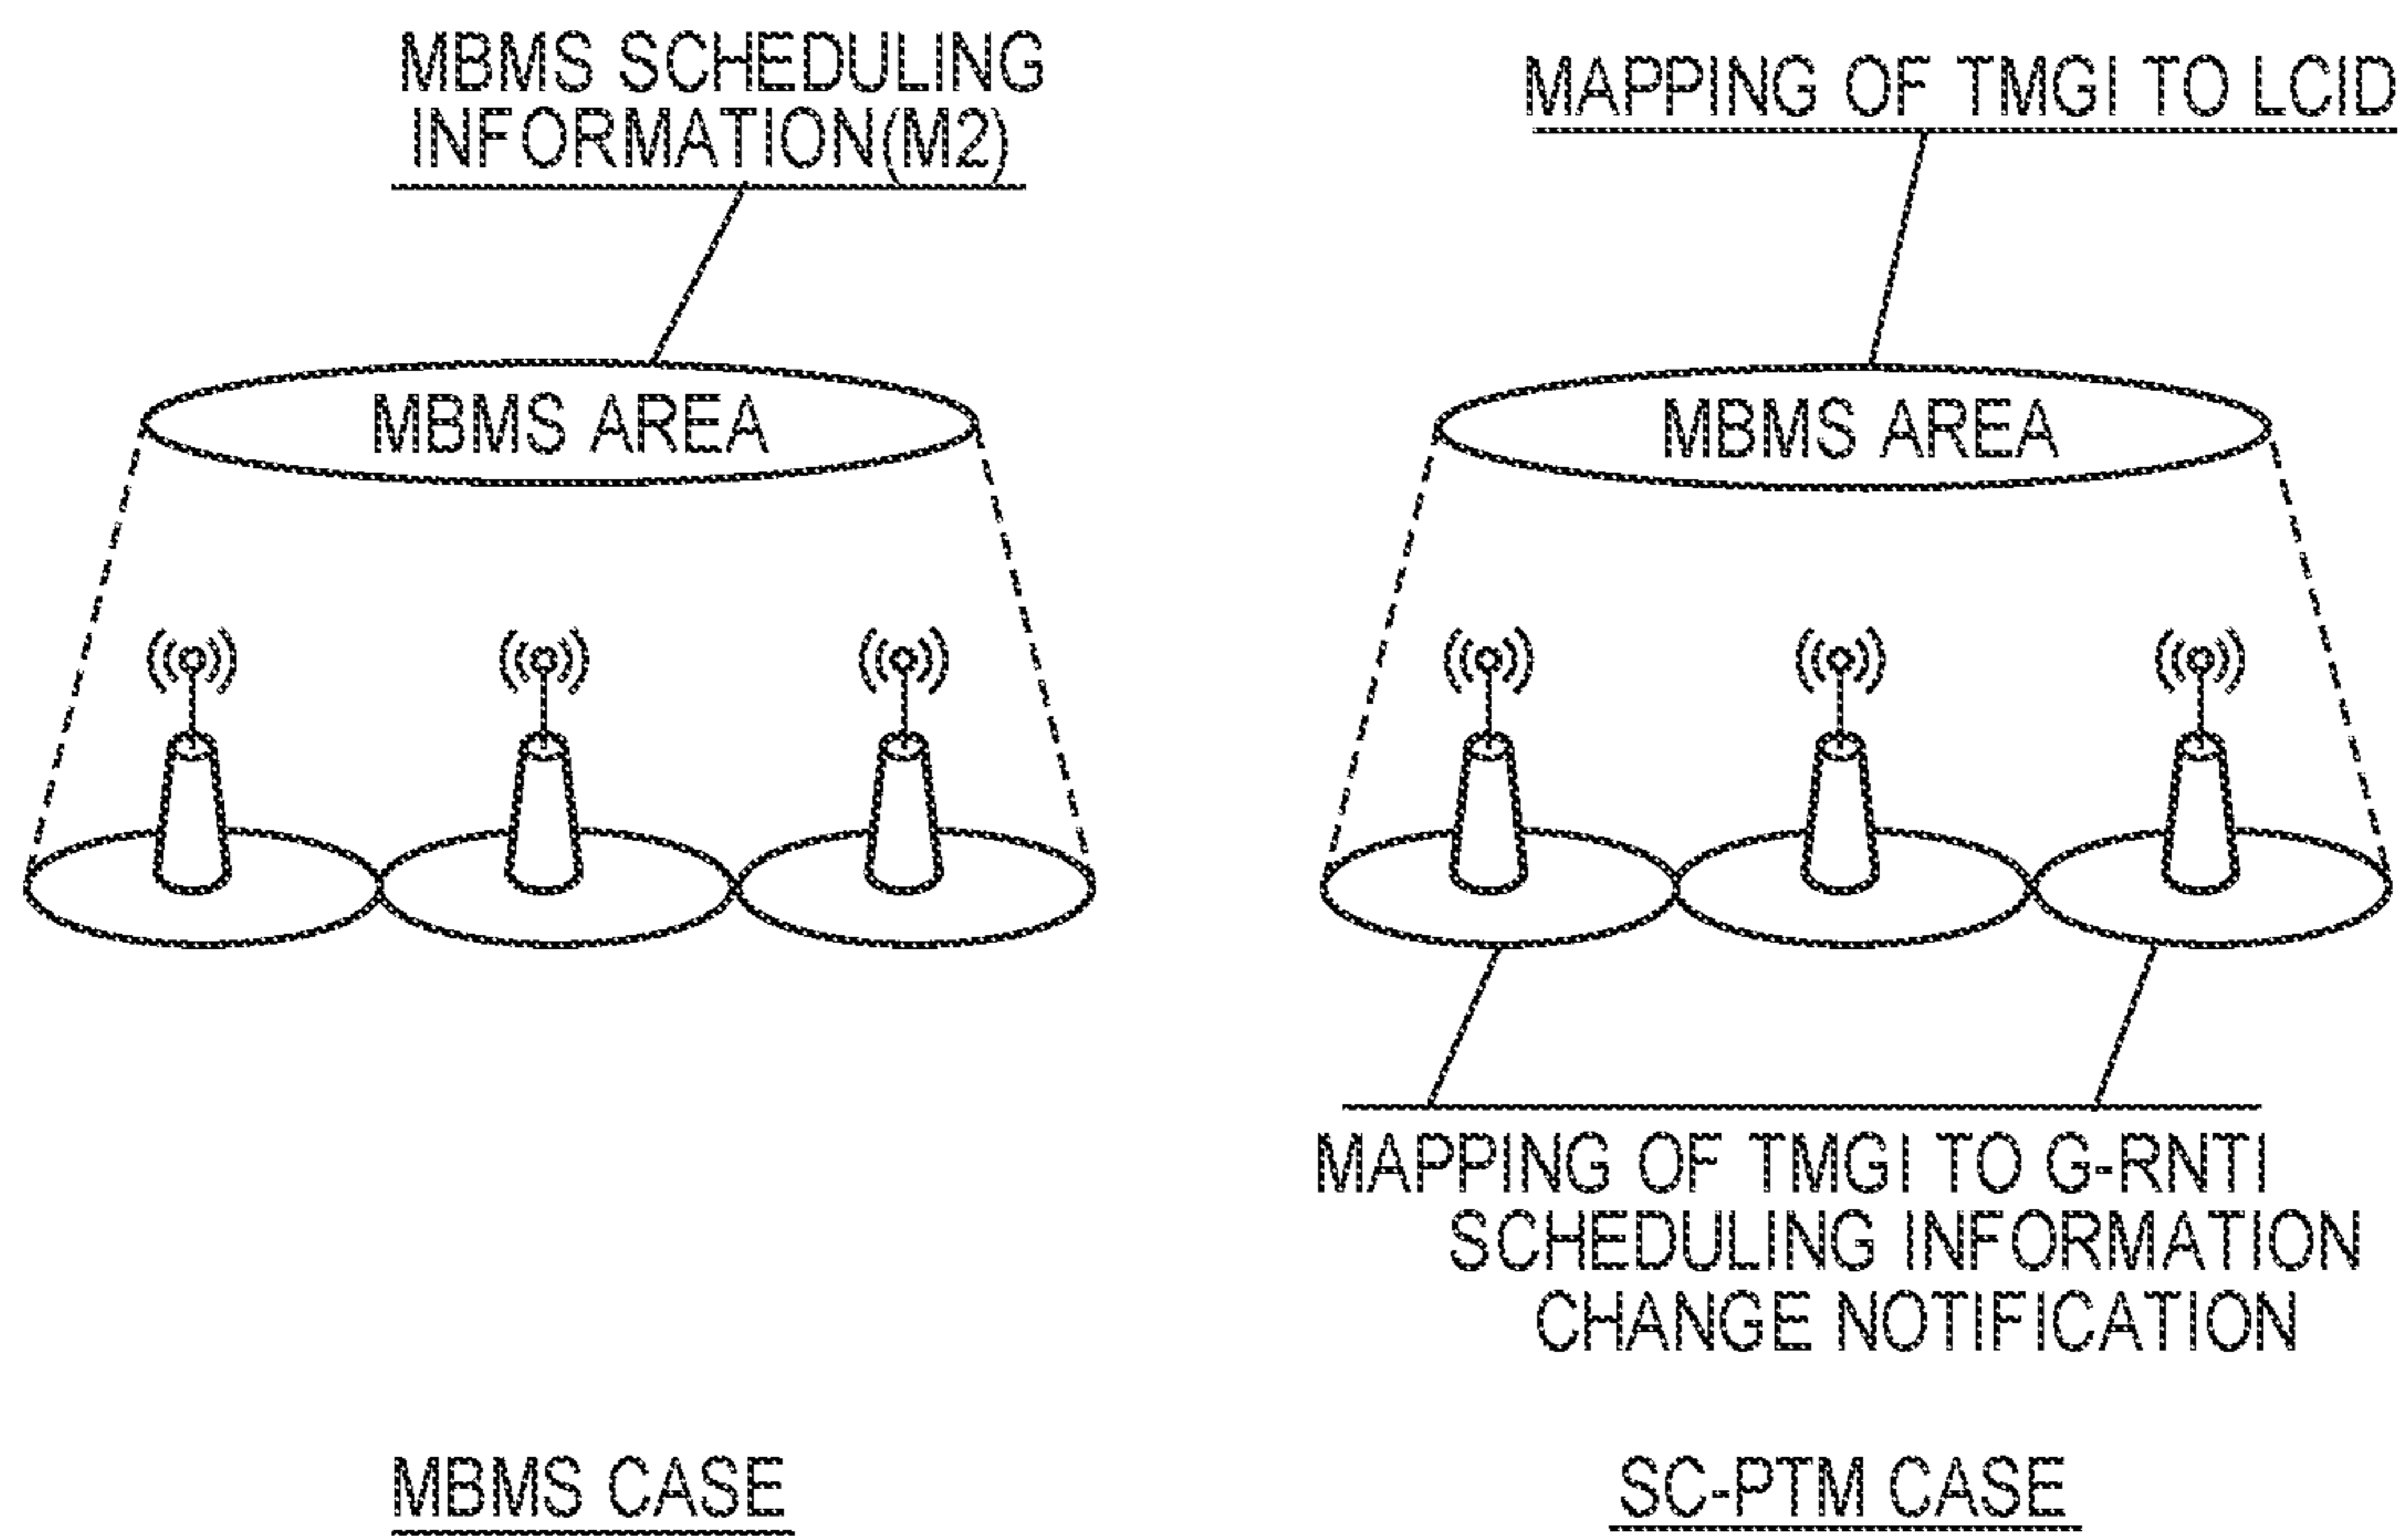 MBMS SCHEDULING
INFORMATION(M2)
MBMS AREA
MBMS CASE
MAPPING OF TMGI TO LCID
MBMS AREA
MAPPING OF TMGI TO G-RNTI
SCHEDULING INFORMATION
CHANGE NOTIFICATION
SC-PTM CASE